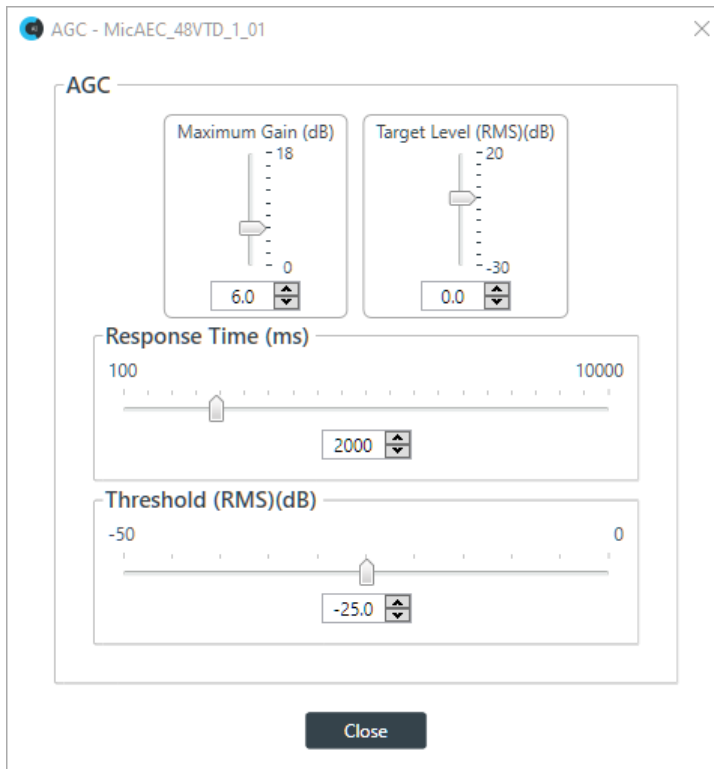 AGC - MicAEC_48VTD_1_01
AGC
Maximum Gain (dB)
18
0
6.0
Target Level (RMS)(dB)
20
-30
0.0
Response Time (ms)
100 10000
2000
Threshold (RMS)(dB)
-50 0
-25.0
Close